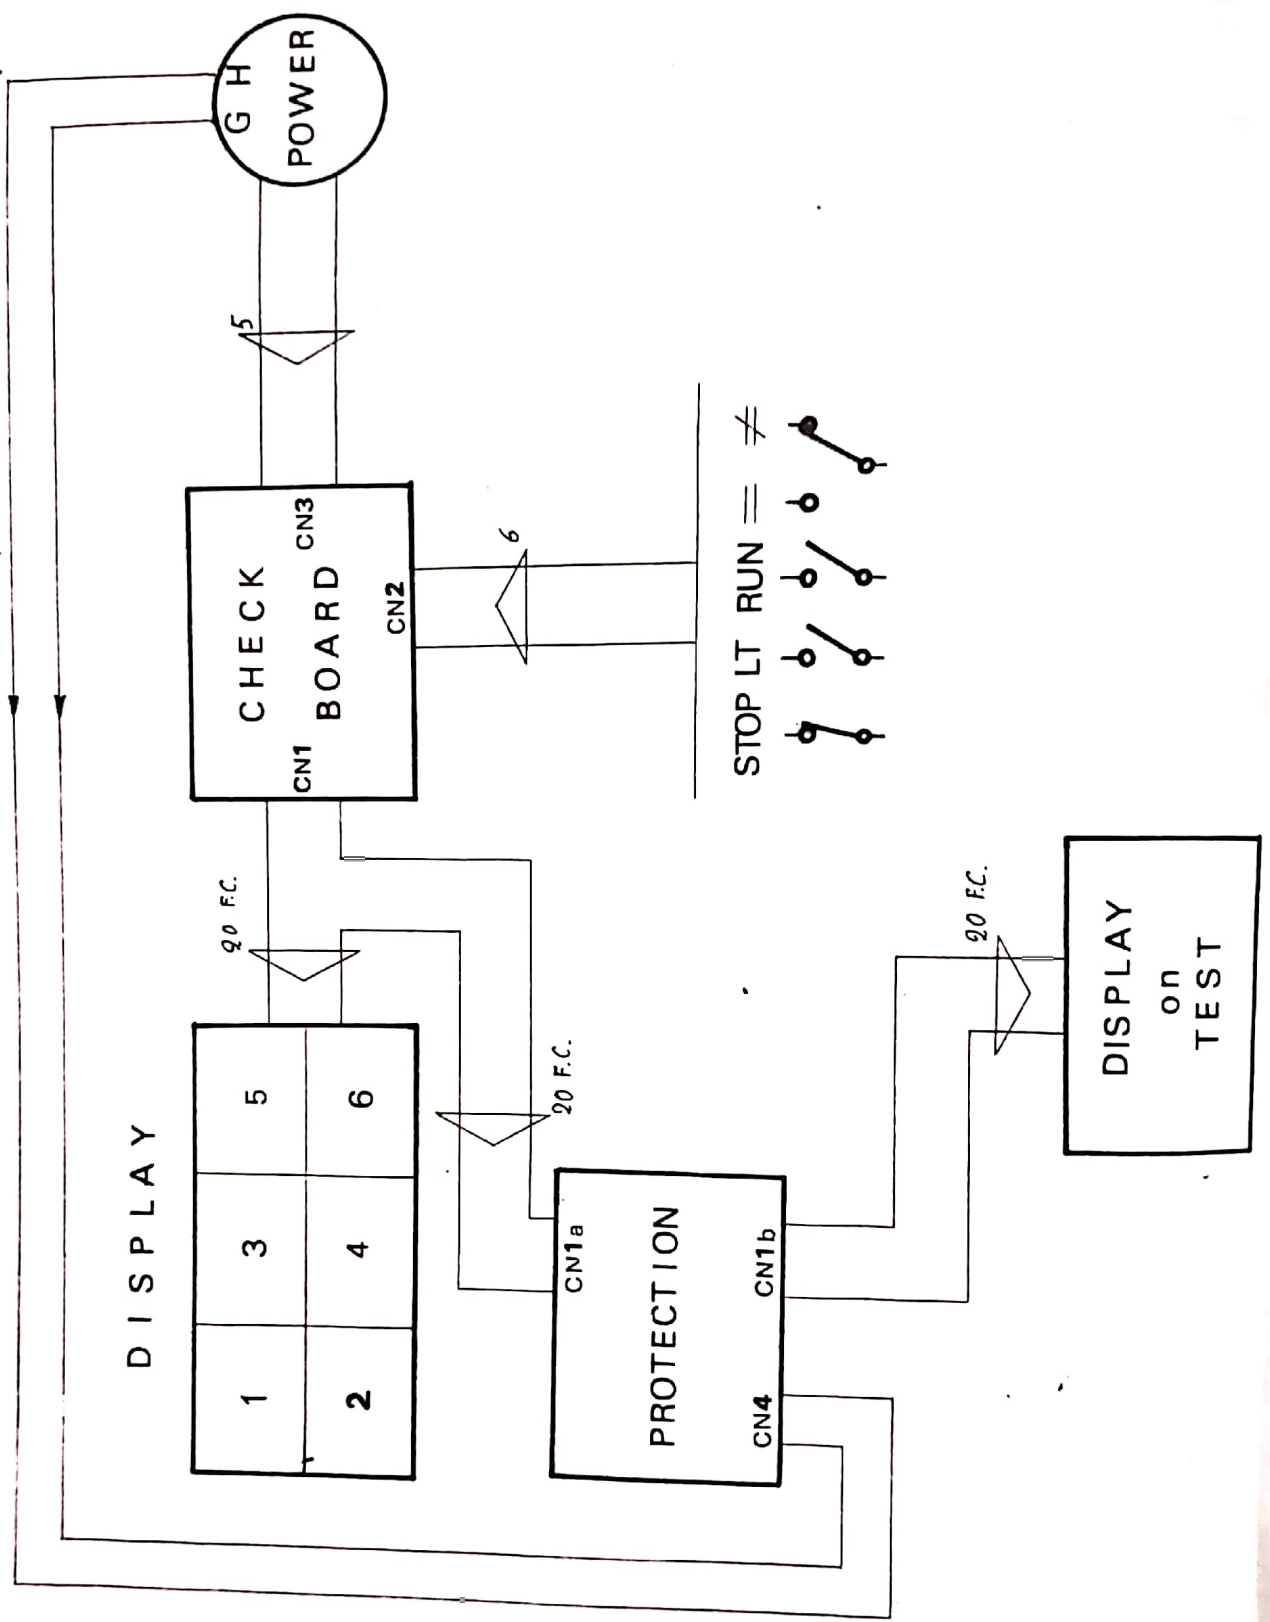 DISPLAY
1 3 5
2 4 6
20 F.C.
CN1
CHECK
BOARD
CN3
CN2
5
G H
POWER
20 F.C.
CN1a
PROTECTION
CN4 CN1b
6
STOP LT RUN = ≠
20 F.C.
DISPLAY
on
TEST